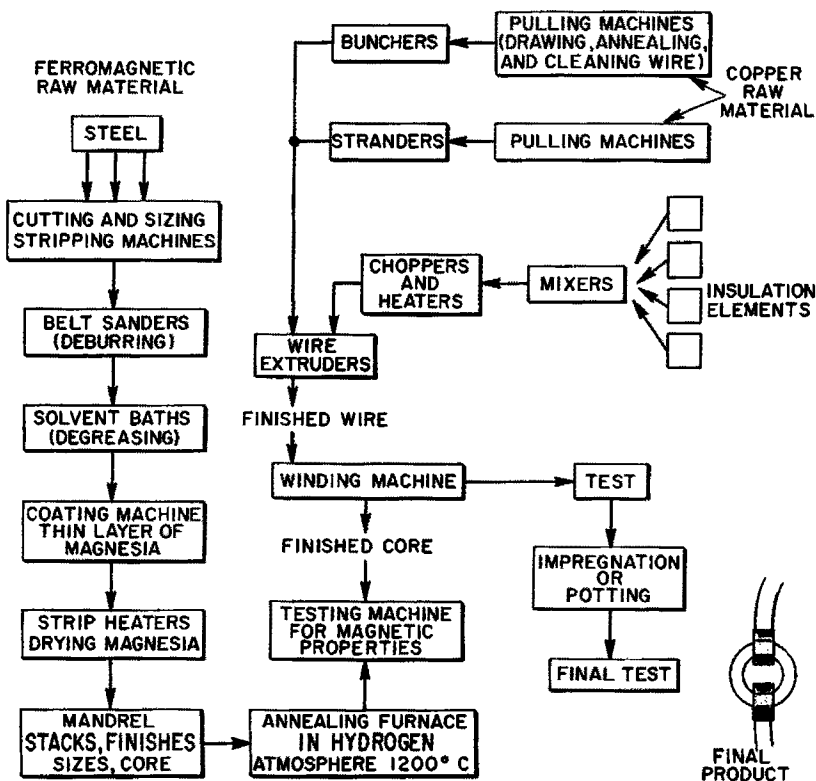 FERROMAGNETIC
RAW MATERIAL
STEEL
CUTTING AND SIZING
STRIPPING MACHINES
BELT SANDERS
(DEBURRING)
SOLVENT BATHS
(DEGREASING)
COATING MACHINE
THIN LAYER OF
MAGNESIA
STRIP HEATERS
DRYING MAGNESIA
MANDREL
STACKS, FINISHES
SIZES, CORE
ANNEALING FURNACE
IN HYDROGEN
ATMOSPHERE 1200° C
TESTING MACHINE
FOR MAGNETIC
PROPERTIES
BUNCHERS
PULLING MACHINES
(DRAWING, ANNEALING,
AND CLEANING WIRE)
COPPER
RAW
MATERIAL
STRANDERS
PULLING MACHINES
CHOPPERS
AND
HEATERS
MIXERS
INSULATION
ELEMENTS
WIRE
EXTRUDERS
FINISHED WIRE
WINDING MACHINE
FINISHED CORE
TEST
IMPREGNATION
OR
POTTING
FINAL TEST
FINAL
PRODUCT